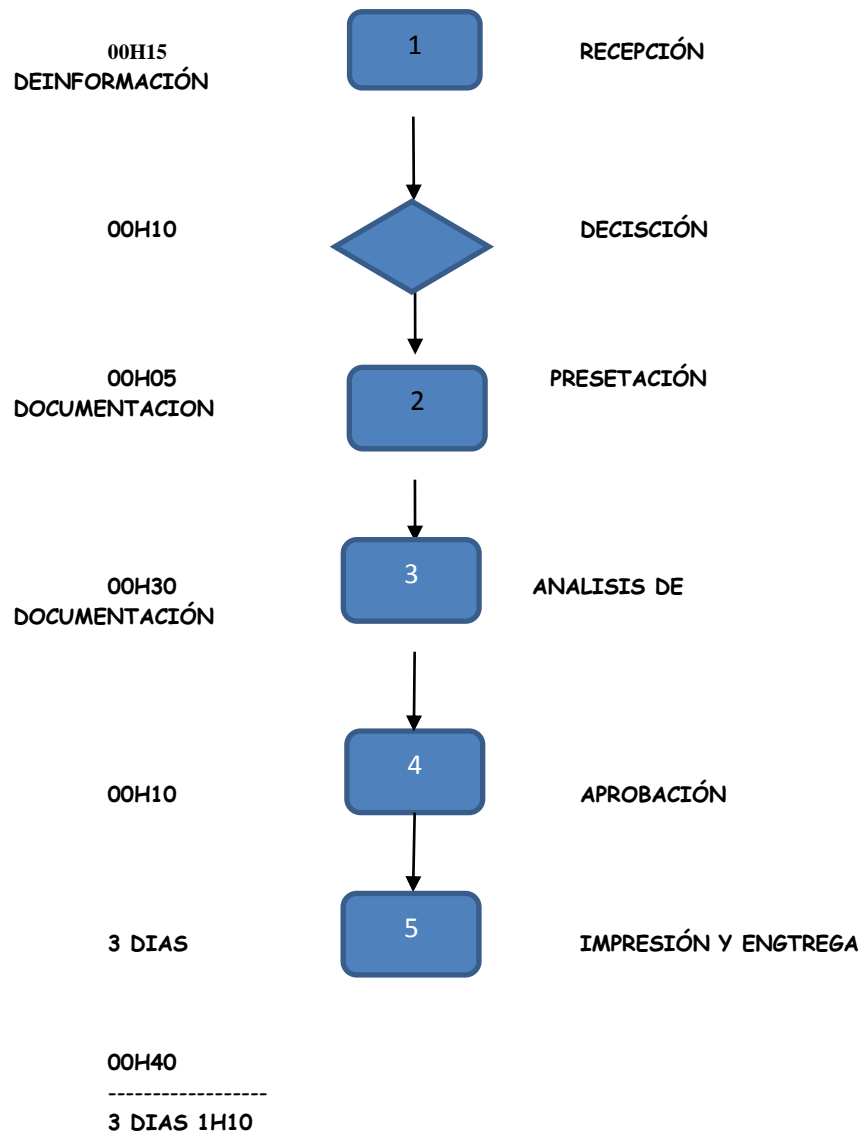 00H15 1 RECEPCIÓN
DEINFORMACIÓN
00H10 DECISCIÓN
00H05 2 PRESETACIÓN
DOCUMENTACION
00H30 3 ANALISIS DE
DOCUMENTACIÓN
00H10 4 APROBACIÓN
3 DIAS 5 IMPRESIÓN Y ENGTREGA
00H40
------------------
3 DIAS 1H10